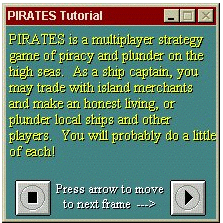 PIRATES Tutorial
PIRATES is a multiplayer strategy
game of piracy and plunder on the
high seas.  As a ship captain, you
may trade with island merchants
and make an honest living, or
plunder local ships and other
players.  You will probably do a little
of each!
Press arrow to move
to next frame --->